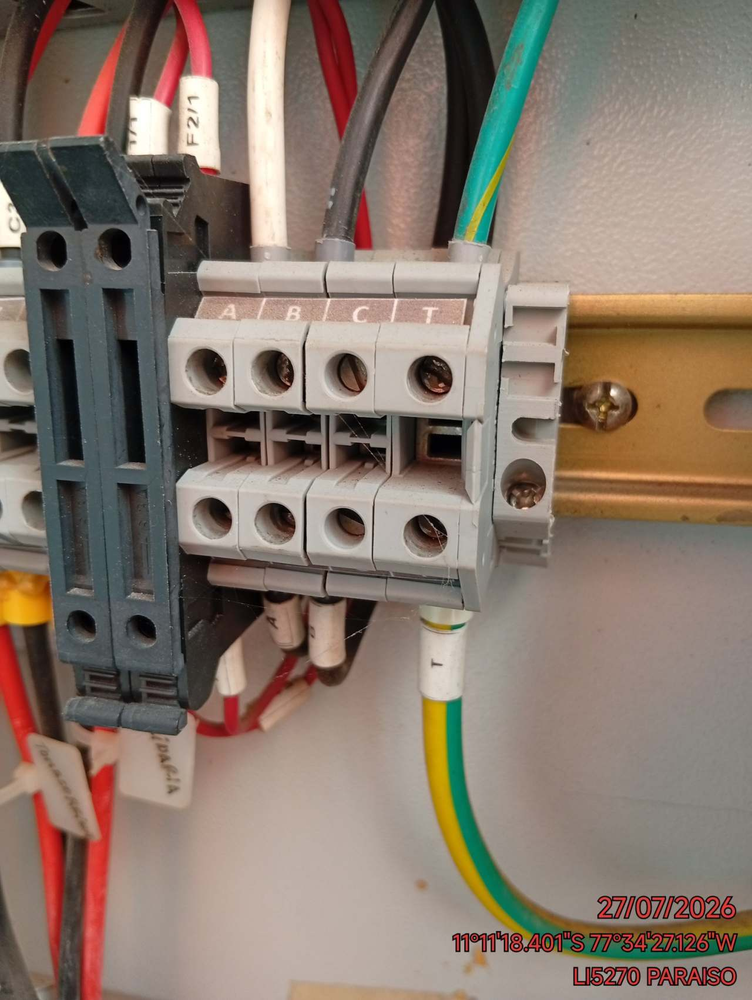 F2/1
A B C T
A
B
T
27/07/2026
11°11'18.401"S 77°34'27.126"W
LI5270 PARAISO